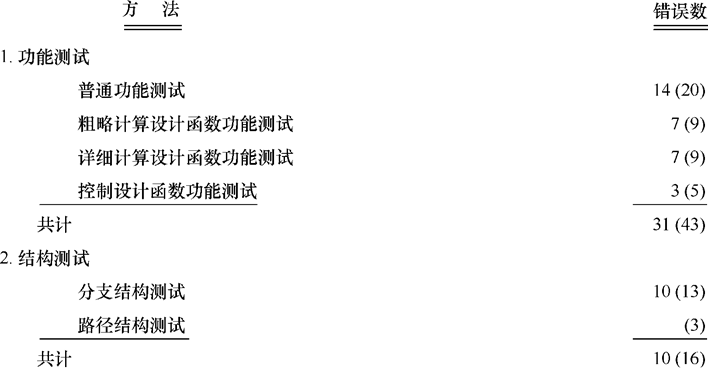 方 法 错误数
1. 功能测试
普通功能测试 14 (20)
粗略计算设计函数功能测试 7 (9)
详细计算设计函数功能测试 7 (9)
控制设计函数功能测试 3 (5)
共计 31 (43)
2. 结构测试
分支结构测试 10 (13)
路径结构测试 (3)
共计 10 (16)